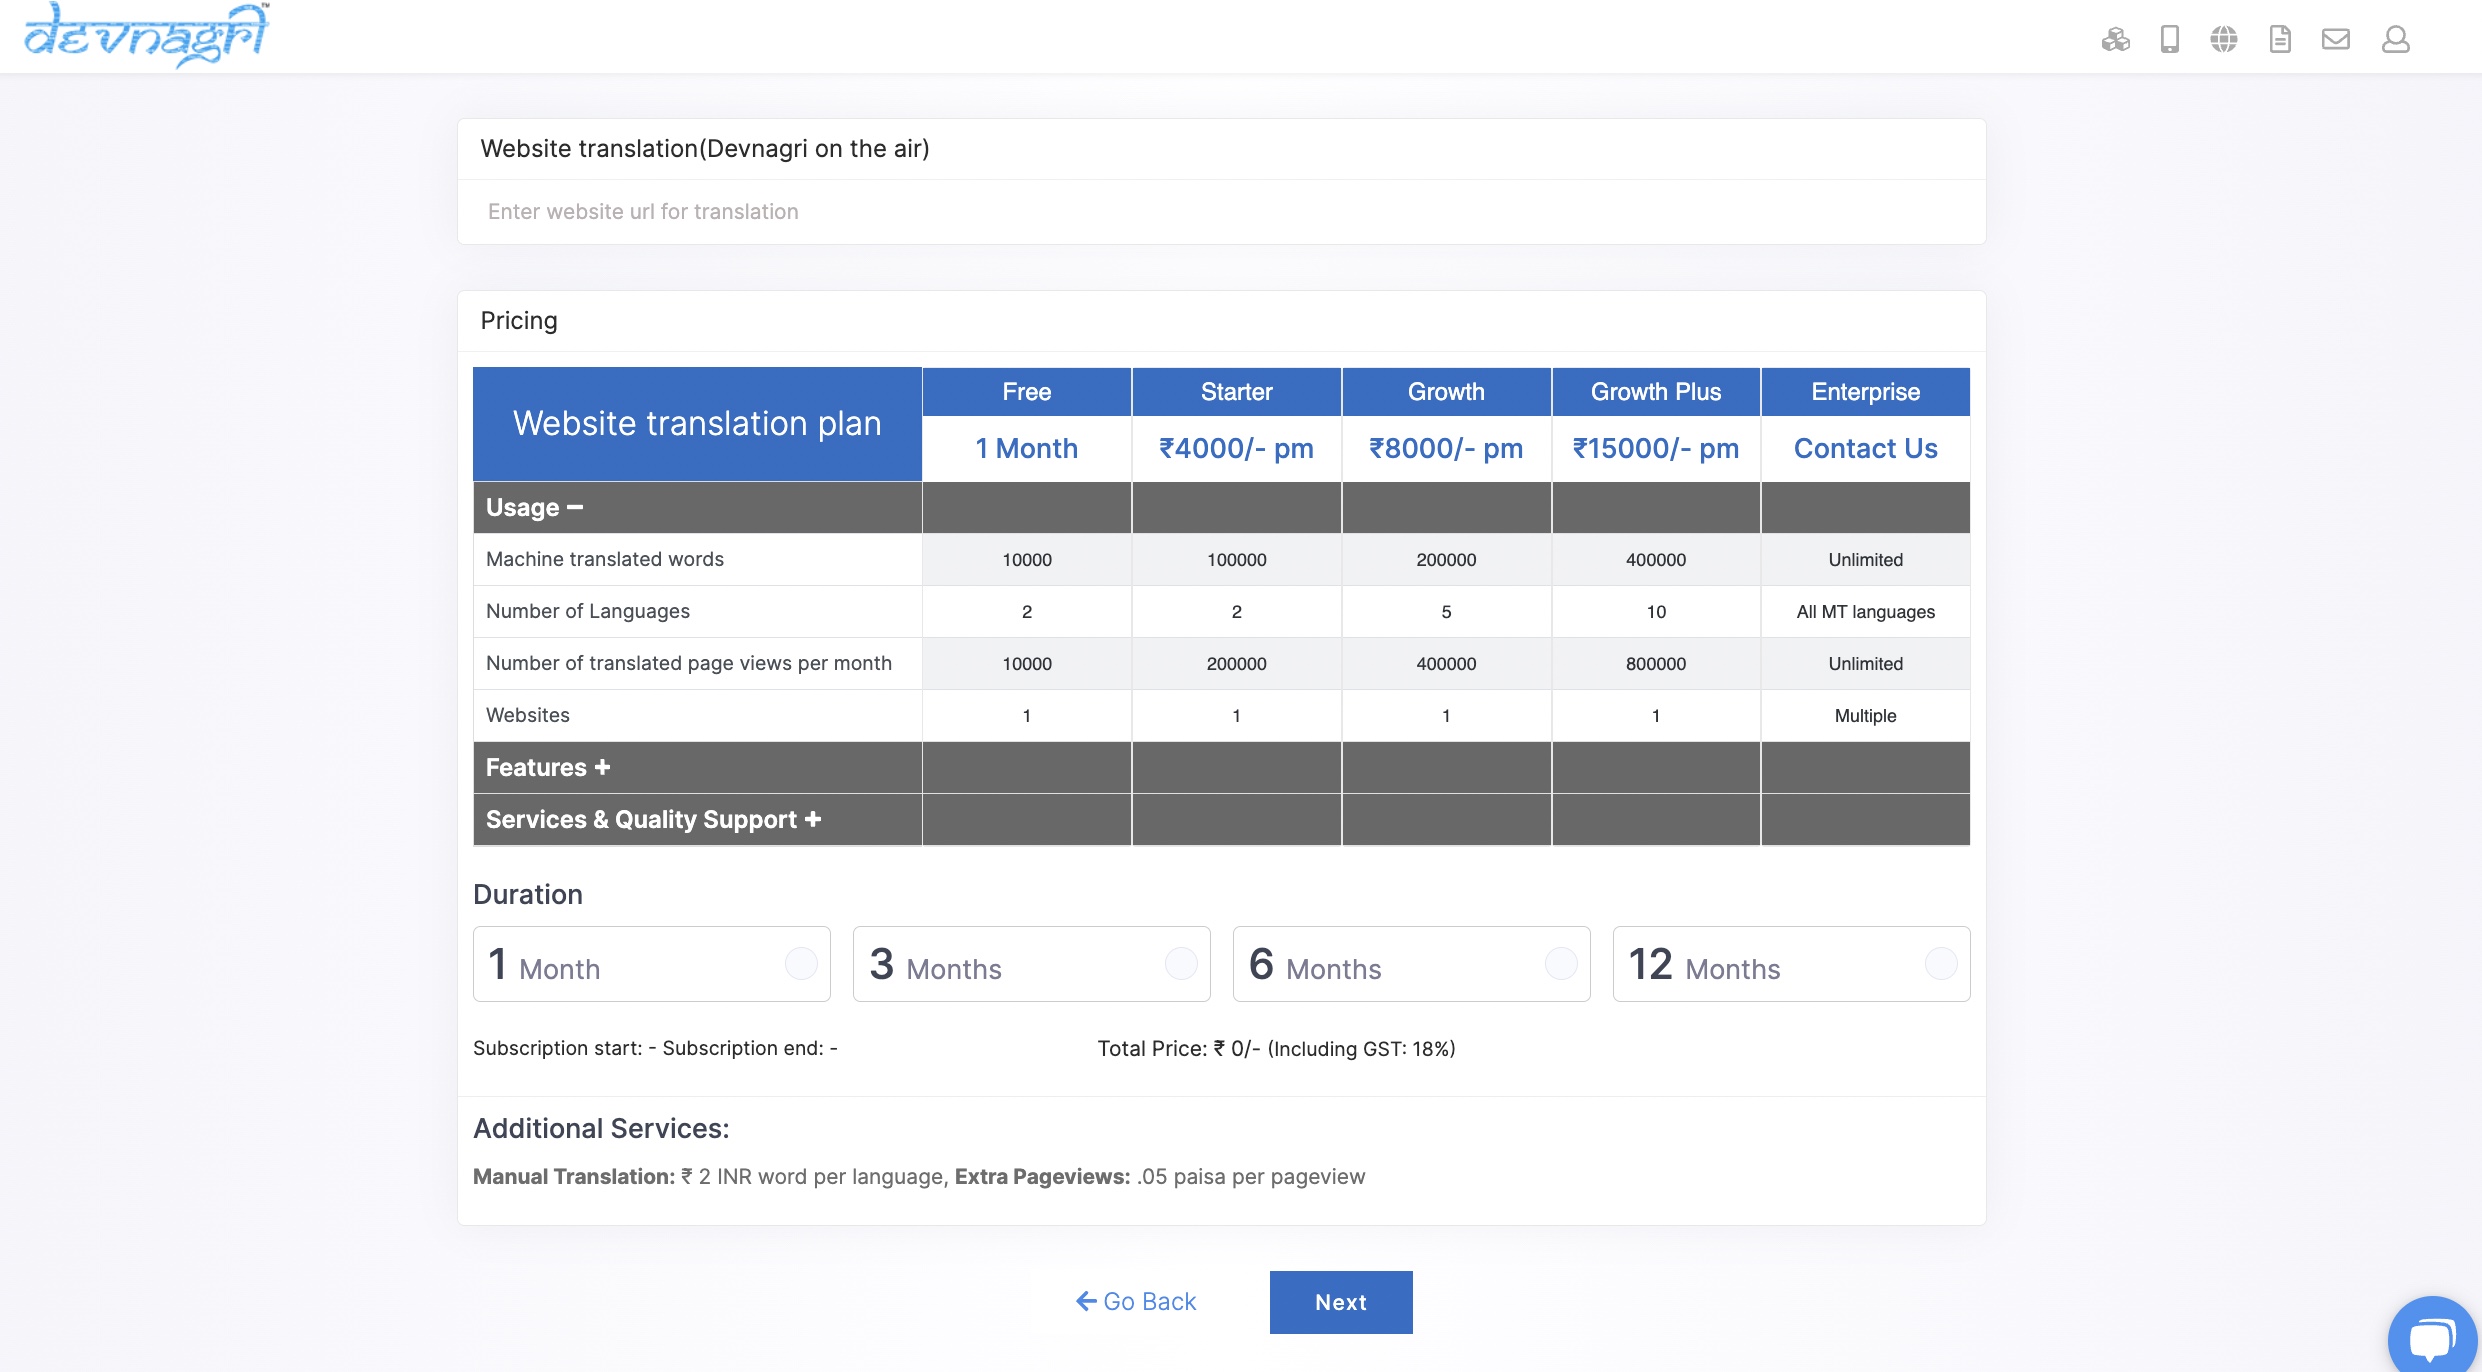 devnagri™
Website translation(Devnagri on the air)
Enter website url for translation
Pricing
Website translation plan
Free Starter Growth Growth Plus Enterprise
1 Month ₹4000/- pm ₹8000/- pm ₹15000/- pm Contact Us
Usage −
Machine translated words 10000 100000 200000 400000 Unlimited
Number of Languages 2 2 5 10 All MT languages
Number of translated page views per month 10000 200000 400000 800000 Unlimited
Websites 1 1 1 1 Multiple
Features +
Services & Quality Support +
Duration
1 Month 3 Months 6 Months 12 Months
Subscription start: - Subscription end: - Total Price: ₹ 0/- (Including GST: 18%)
Additional Services:
Manual Translation: ₹ 2 INR word per language, Extra Pageviews: .05 paisa per pageview
← Go Back Next